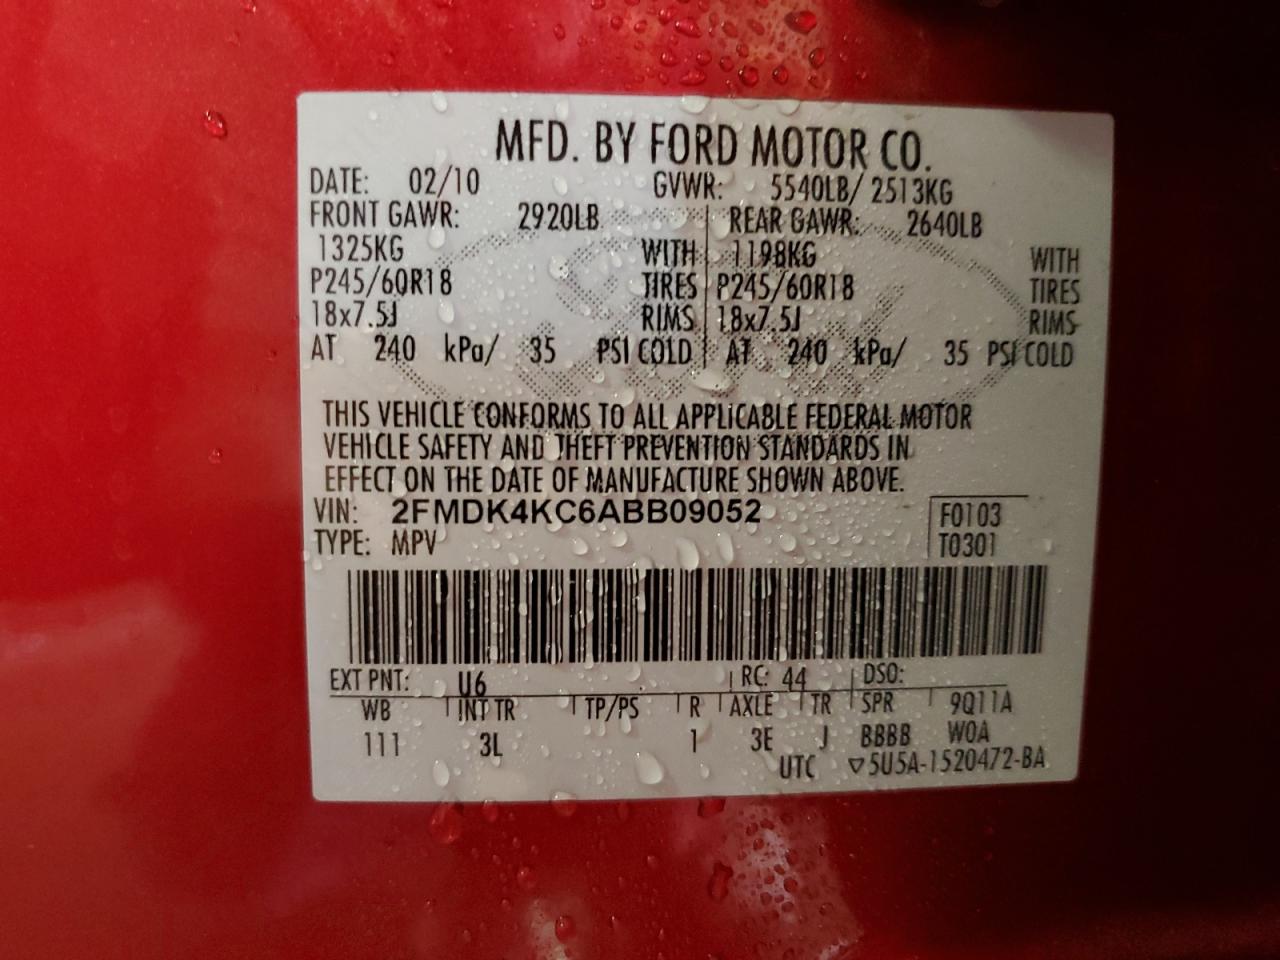 MFD. BY FORD MOTOR CO.
DATE: 02/10 GVWR: 5540LB/ 2513KG
FRONT GAWR: 2920LB REAR GAWR: 2640LB
1325KG WITH 1198KG WITH
P245/60R18 TIRES P245/60R18 TIRES
18x7.5J RIMS 18x7.5J RIMS
AT 240 kPa/ 35 PSI COLD AT 240 kPa/ 35 PSI COLD
THIS VEHICLE CONFORMS TO ALL APPLICABLE FEDERAL MOTOR
VEHICLE SAFETY AND THEFT PREVENTION STANDARDS IN
EFFECT ON THE DATE OF MANUFACTURE SHOWN ABOVE.
VIN: 2FMDK4KC6ABB09052 F0103
TYPE: MPV T0301
EXT PNT: U6 RC: 44 DSO:
WB INT TR TP/PS R AXLE TR SPR 9Q11A
111 3L 1 3E J BBBB W0A
UTC ▽5U5A-1520472-BA